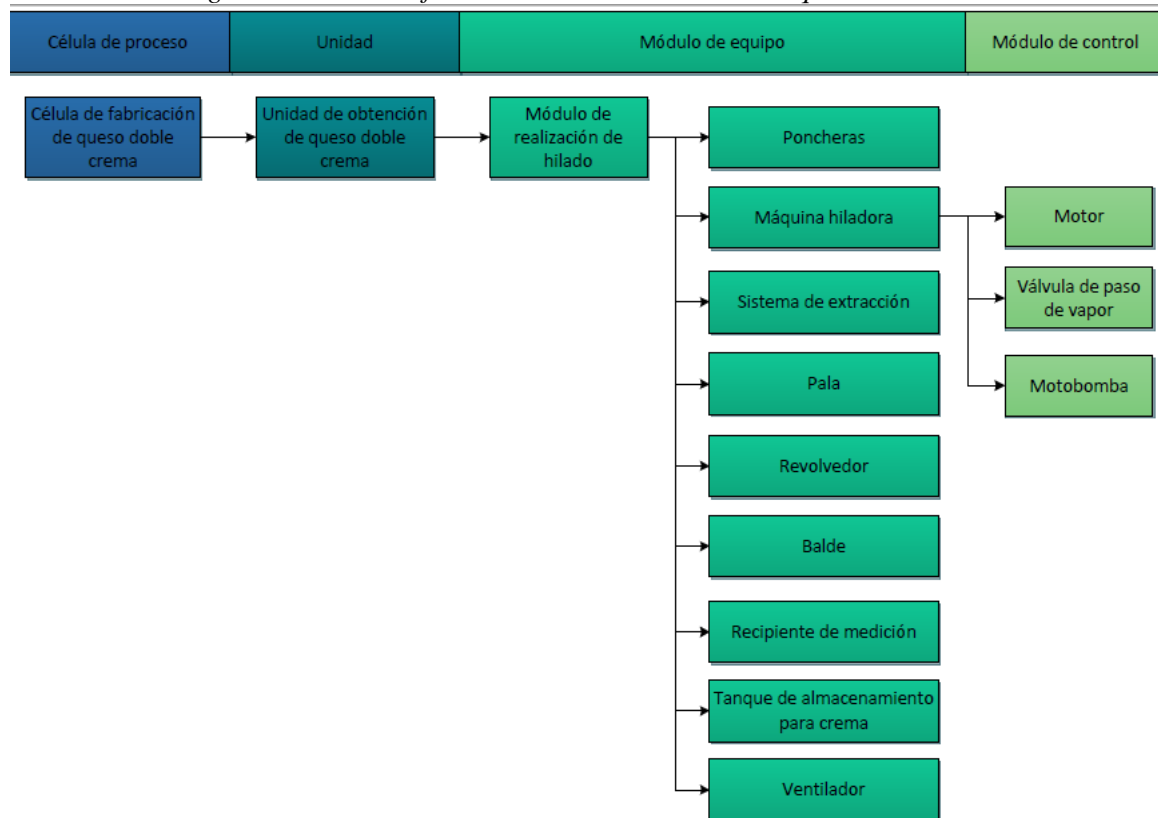 Célula de proceso
Unidad
Módulo de equipo
Módulo de control
Célula de fabricación
de queso doble
crema
Unidad de obtención
de queso doble
crema
Módulo de
realización de
hilado
Poncheras
Máquina hiladora
Motor
Válvula de paso
de vapor
Sistema de extracción
Pala
Motobomba
Revolvedor
Balde
Recipiente de medición
Tanque de almacenamiento
para crema
Ventilador